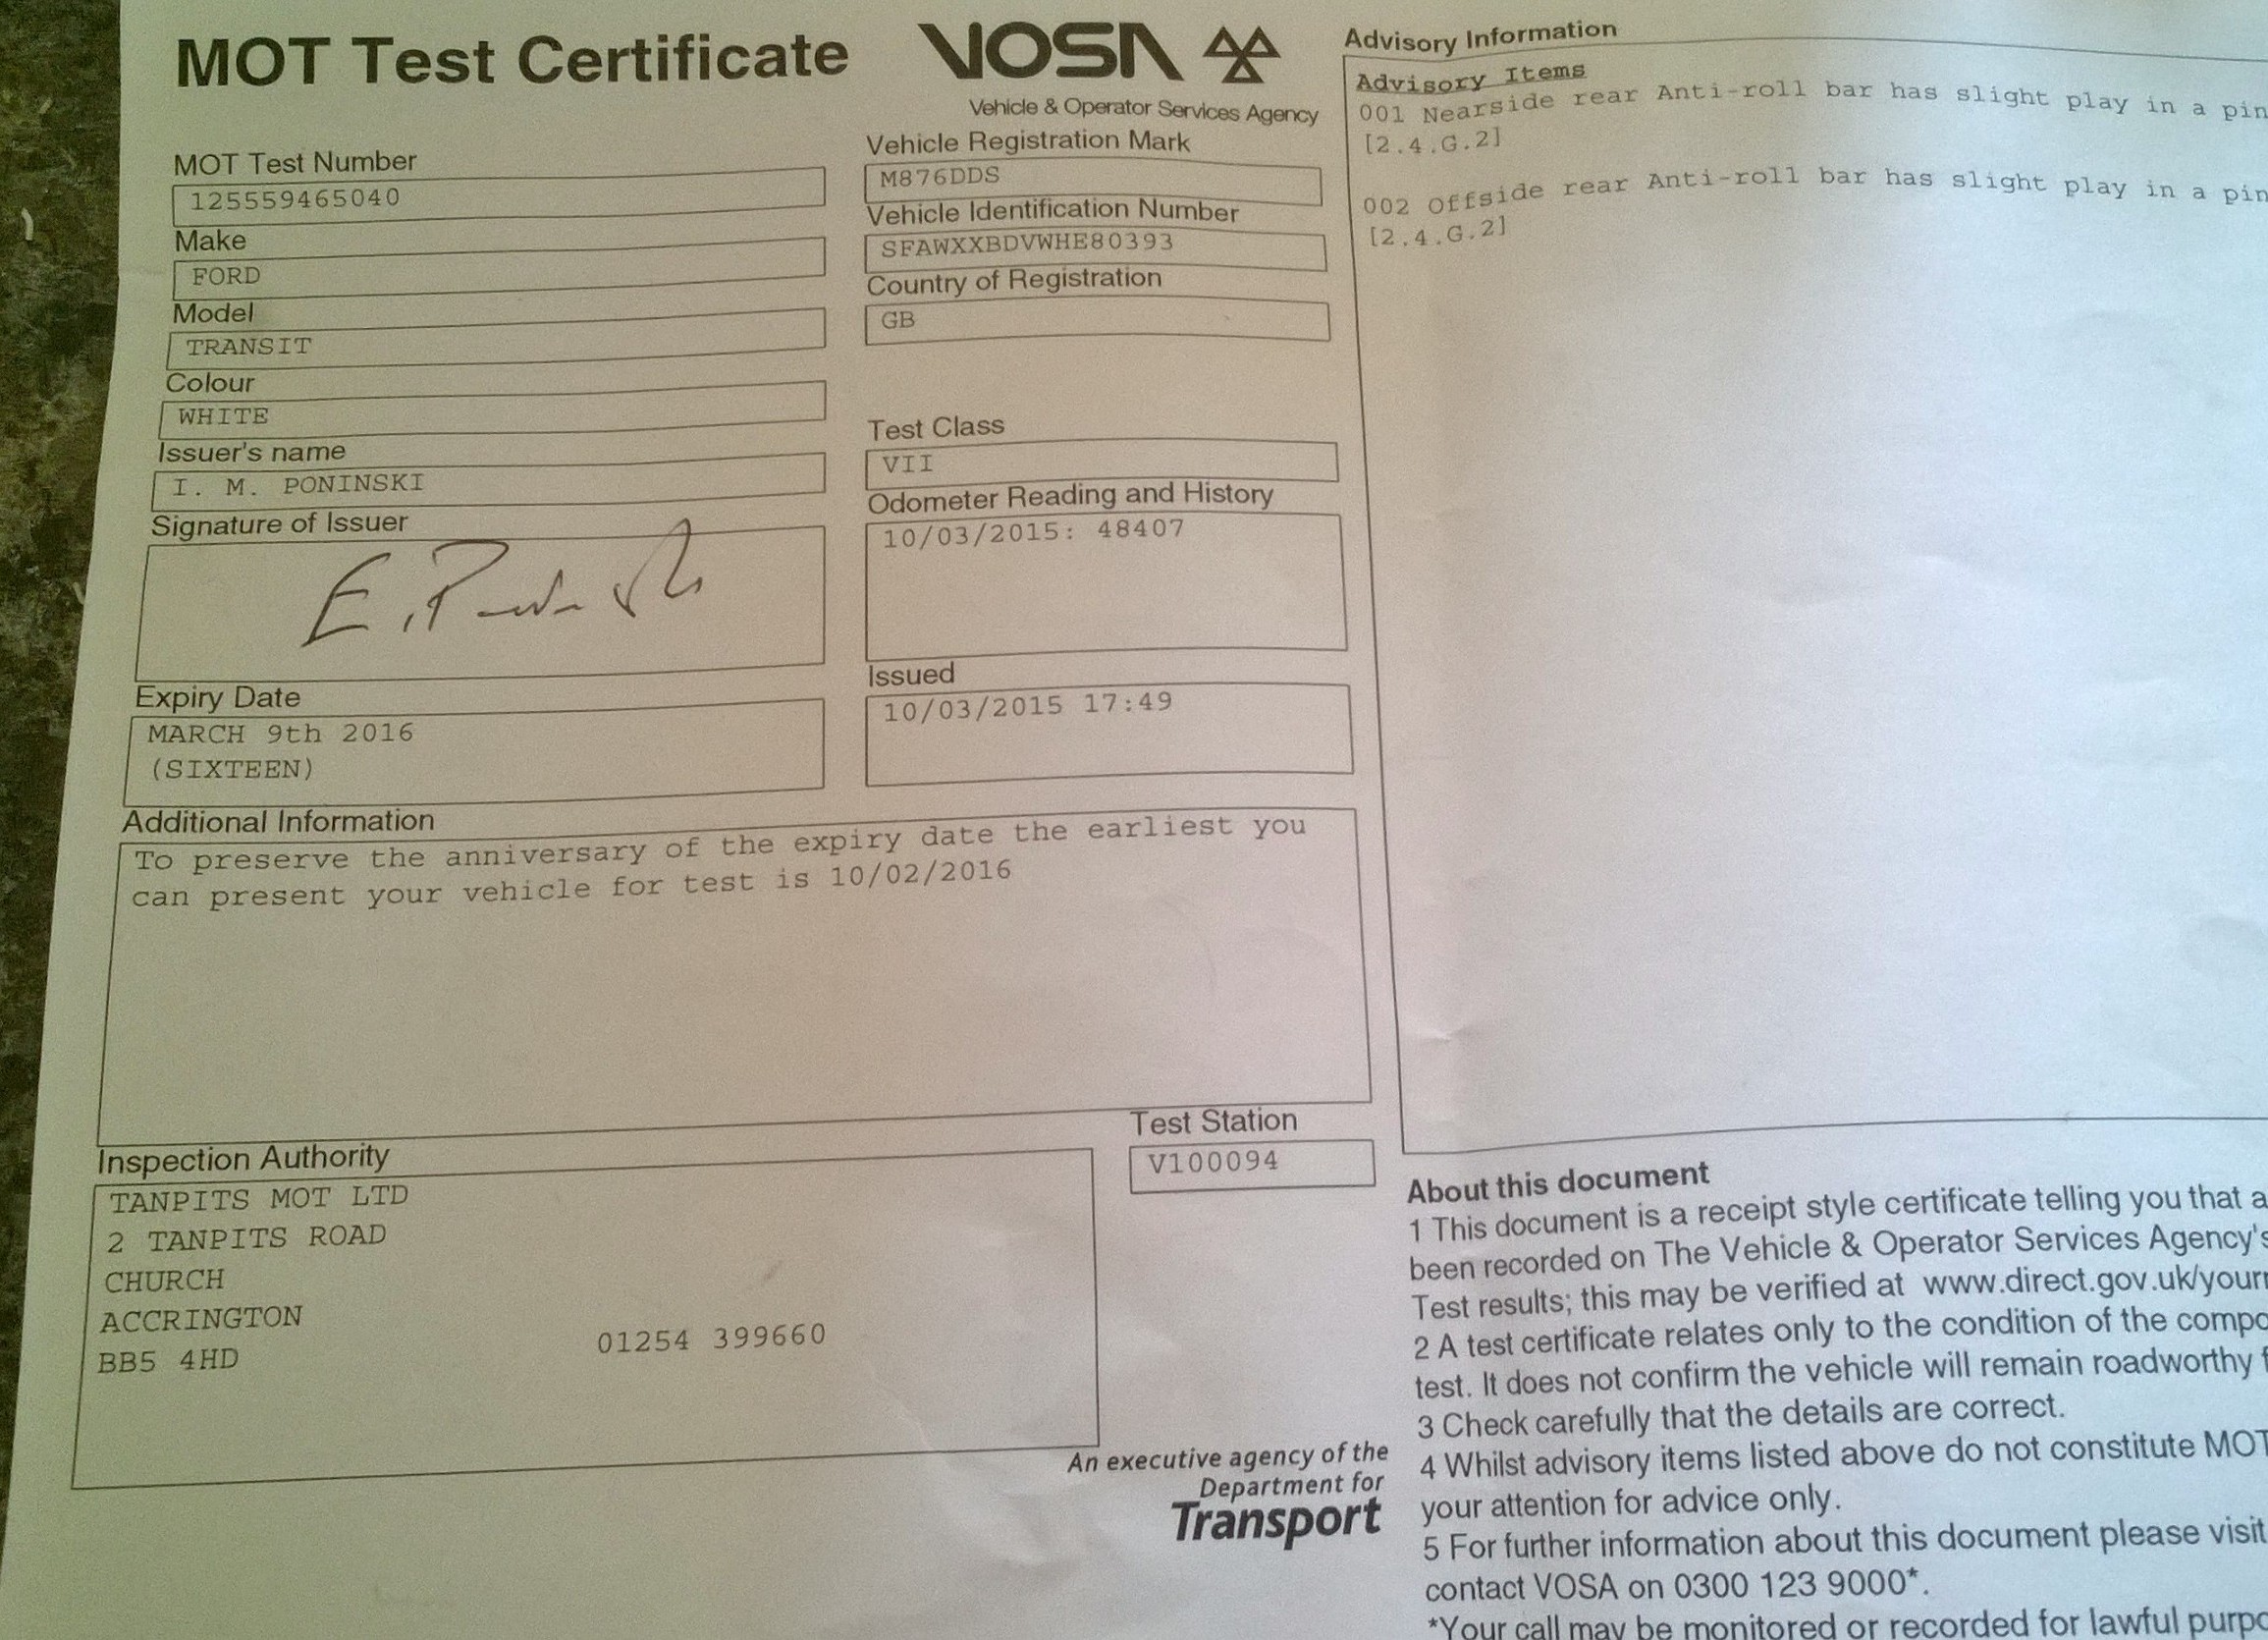 MOT Test Certificate
VOSA
Vehicle & Operator Services Agency
MOT Test Number
125559465040
Make
FORD
Model
TRANSIT
Colour
WHITE
Issuer's name
I. M. PONINSKI
Signature of Issuer
Expiry Date
MARCH 9th 2016
(SIXTEEN)
Vehicle Registration Mark
M876DDS
Vehicle Identification Number
SFAWXXBDVWHE80393
Country of Registration
GB
Test Class
VII
Odometer Reading and History
10/03/2015: 48407
Issued
10/03/2015 17:49
Additional Information
To preserve the anniversary of the expiry date the earliest you
can present your vehicle for test is 10/02/2016
Inspection Authority
TANPITS MOT LTD
2 TANPITS ROAD
CHURCH
ACCRINGTON
BB5 4HD
01254 399660
Test Station
V100094
An executive agency of the
Department for
Transport
Advisory Information
Advisory Items
001 Nearside rear Anti-roll bar has slight play in a pin
[2.4.G.2]
002 Offside rear Anti-roll bar has slight play in a pin
[2.4.G.2]
About this document
1 This document is a receipt style certificate telling you that a
been recorded on The Vehicle & Operator Services Agency's
Test results; this may be verified at www.direct.gov.uk/your
2 A test certificate relates only to the condition of the compo
test. It does not confirm the vehicle will remain roadworthy f
3 Check carefully that the details are correct.
4 Whilst advisory items listed above do not constitute MOT
your attention for advice only.
5 For further information about this document please visit
contact VOSA on 0300 123 9000*.
*Your call may be monitored or recorded for lawful purpo